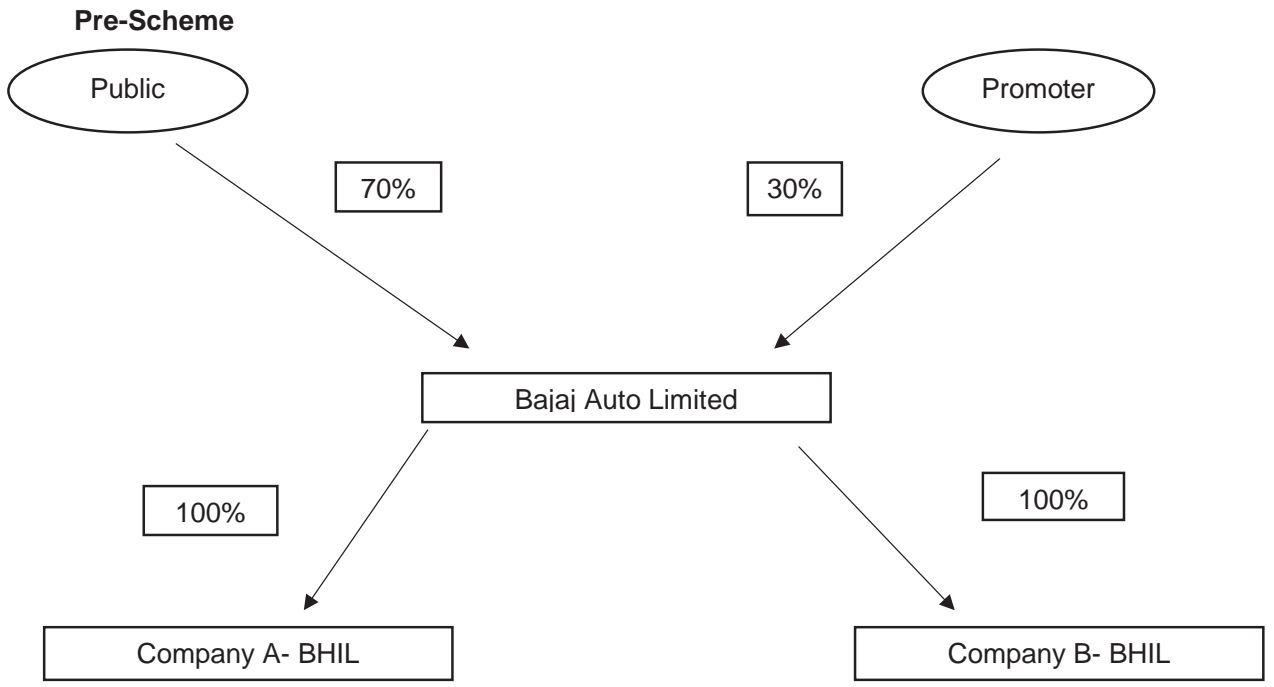 Pre-Scheme
Public
Promoter
70%
30%
Bajaj Auto Limited
100%
100%
Company A- BHIL
Company B- BHIL